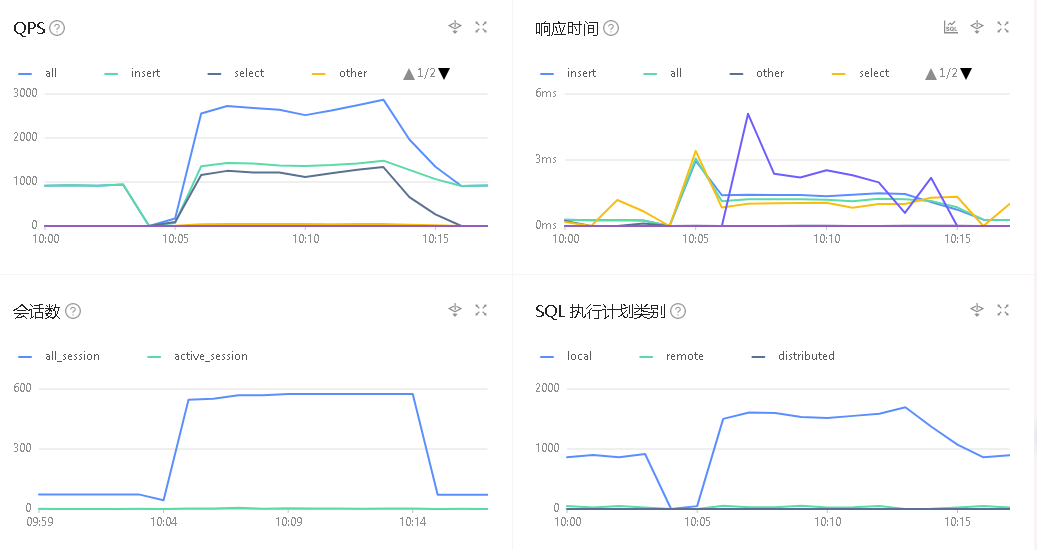 QPS
all insert select other 1/2
3000
2000
1000
0
10:00 10:05 10:10 10:15
响应时间
insert all other select 1/2
6ms
3ms
0ms
10:00 10:05 10:10 10:15
会话数
all_session active_session
600
300
0
09:59 10:04 10:09 10:14
SQL 执行计划类别
local remote distributed
2000
1000
0
10:00 10:05 10:10 10:15